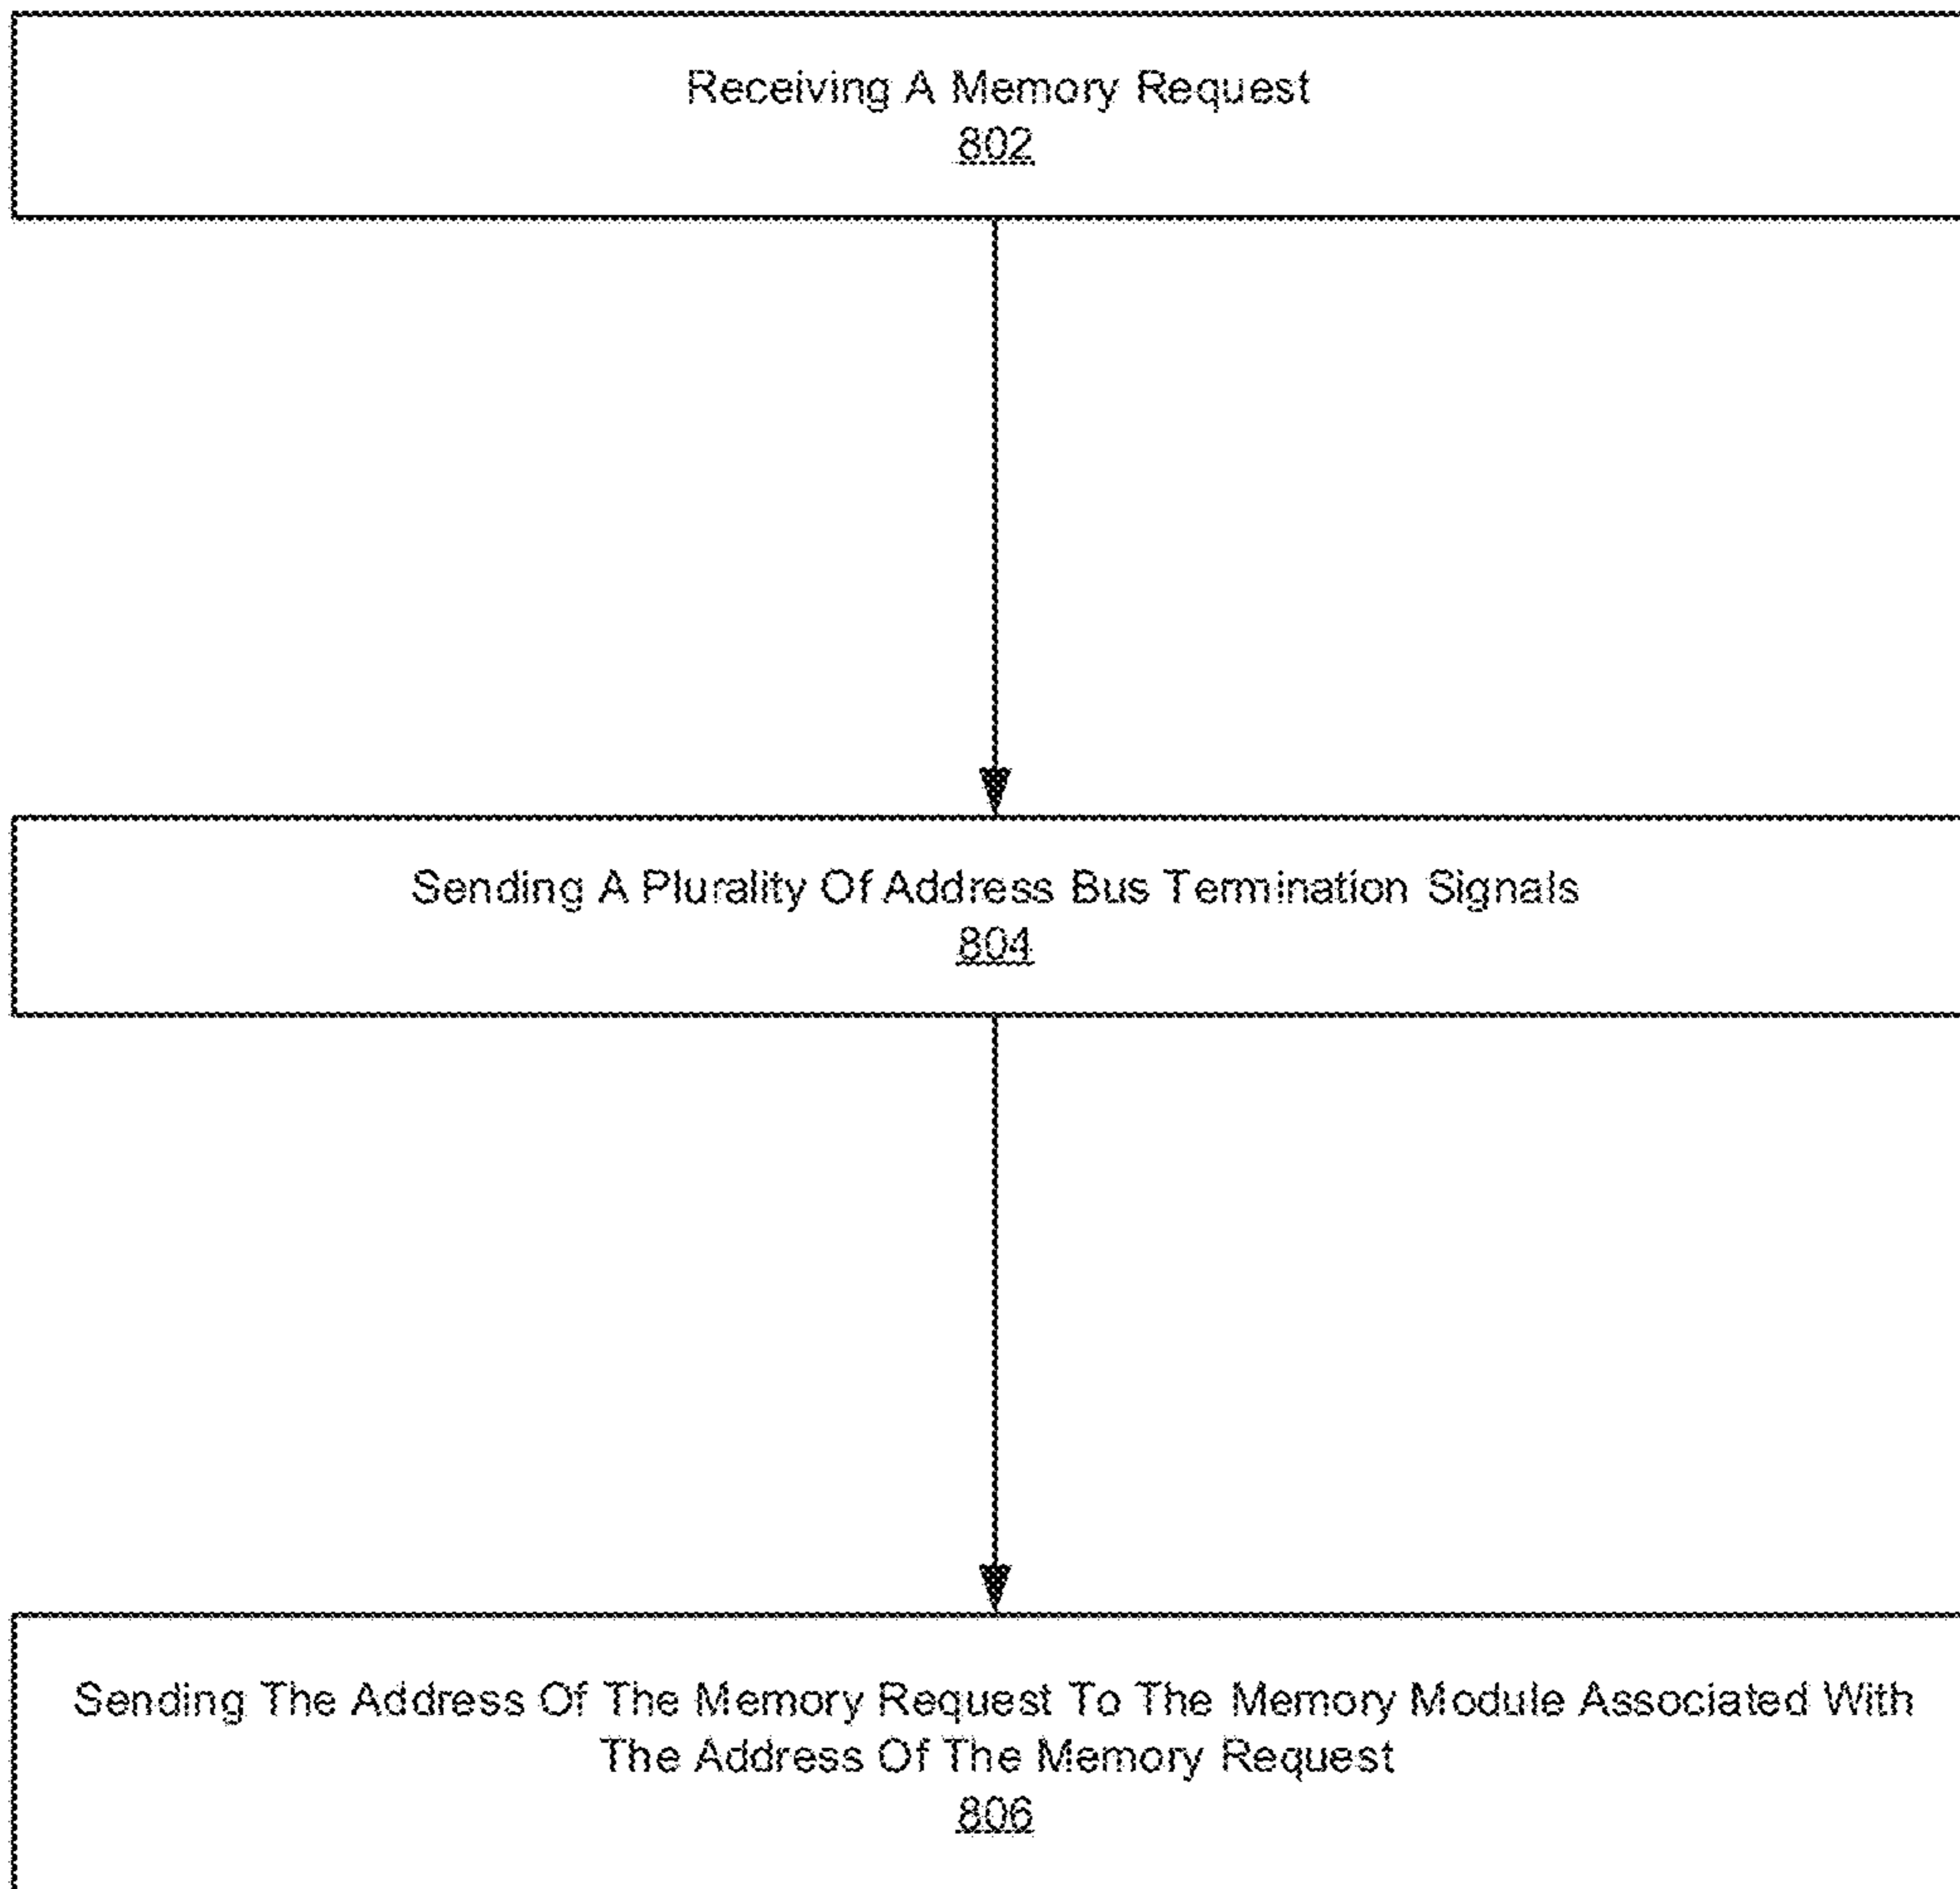 Receiving A Memory Request
802
Sending A Plurality Of Address Bus Termination Signals
804
Sending The Address Of The Memory Request To The Memory Module Associated With
The Address Of The Memory Request
806